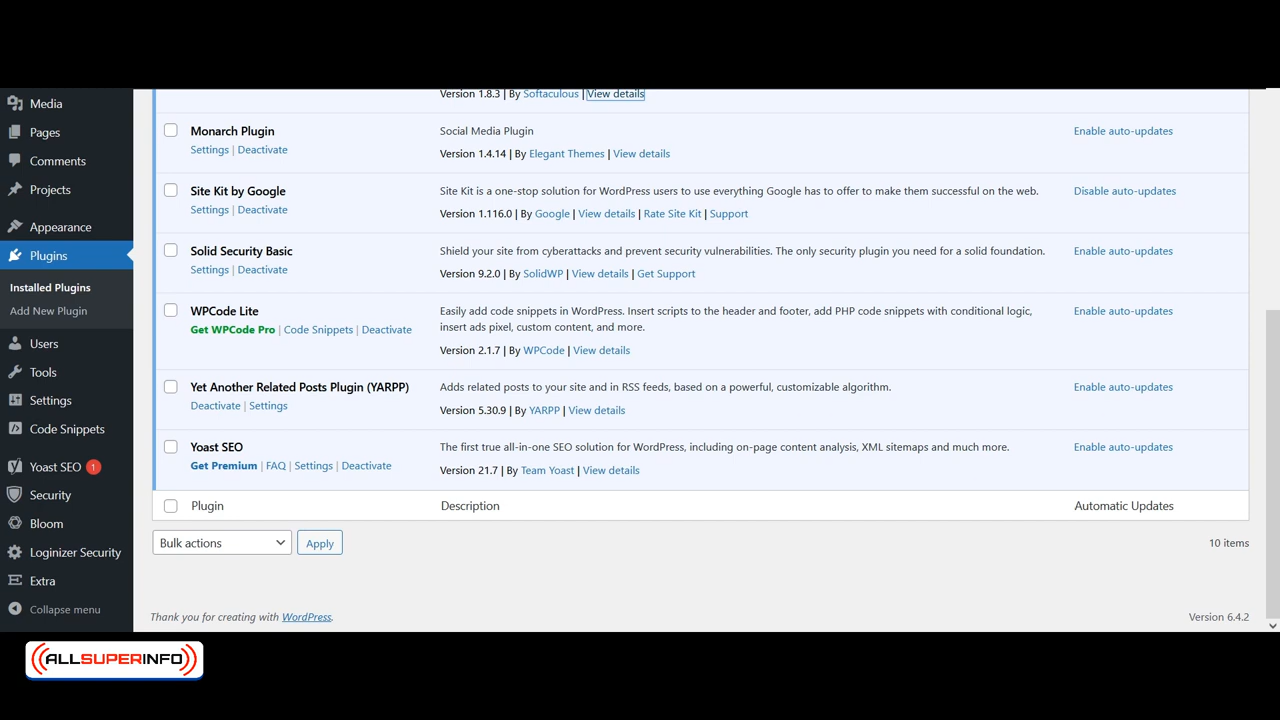 Media
Pages
Comments
Projects
Appearance
Plugins
Installed Plugins
Add New Plugin
Users
Tools
Settings
Code Snippets
Yoast SEO 1
Security
Bloom
Loginizer Security
Extra
Collapse menu
Version 1.8.3 | By Softaculous | View details
Monarch Plugin
Settings | Deactivate
Social Media Plugin
Version 1.4.14 | By Elegant Themes | View details
Enable auto-updates
Site Kit by Google
Settings | Deactivate
Site Kit is a one-stop solution for WordPress users to use everything Google has to offer to make them successful on the web.
Version 1.116.0 | By Google | View details | Rate Site Kit | Support
Disable auto-updates
Solid Security Basic
Settings | Deactivate
Shield your site from cyberattacks and prevent security vulnerabilities. The only security plugin you need for a solid foundation.
Version 9.2.0 | By SolidWP | View details | Get Support
Enable auto-updates
WPCode Lite
Get WPCode Pro | Code Snippets | Deactivate
Easily add code snippets in WordPress. Insert scripts to the header and footer, add PHP code snippets with conditional logic,
insert ads pixel, custom content, and more.
Version 2.1.7 | By WPCode | View details
Enable auto-updates
Yet Another Related Posts Plugin (YARPP)
Deactivate | Settings
Adds related posts to your site and in RSS feeds, based on a powerful, customizable algorithm.
Version 5.30.9 | By YARPP | View details
Enable auto-updates
Yoast SEO
Get Premium | FAQ | Settings | Deactivate
The first true all-in-one SEO solution for WordPress, including on-page content analysis, XML sitemaps and much more.
Version 21.7 | By Team Yoast | View details
Enable auto-updates
Plugin Description Automatic Updates
Bulk actions Apply 10 items
Thank you for creating with WordPress. Version 6.4.2
ALLSUPERINFO